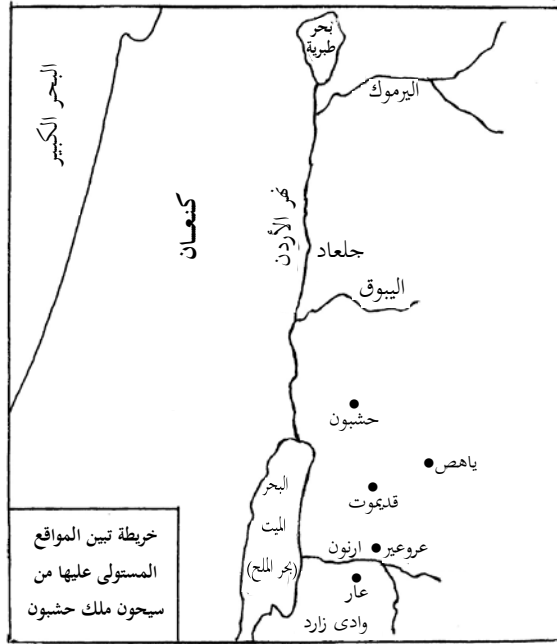 بحر
طبرية
اليرموك
البحر الكبير
كنعان
نهر الأردن
جلعاد
اليبوق
حشبون
ياهص
قديموت
البحر
الميت
(بحر الملح)
عروعير
ارنون
عار
وادى زارد
خريطة تبين المواقع
المستولى عليها من
سيحون ملك حشبون